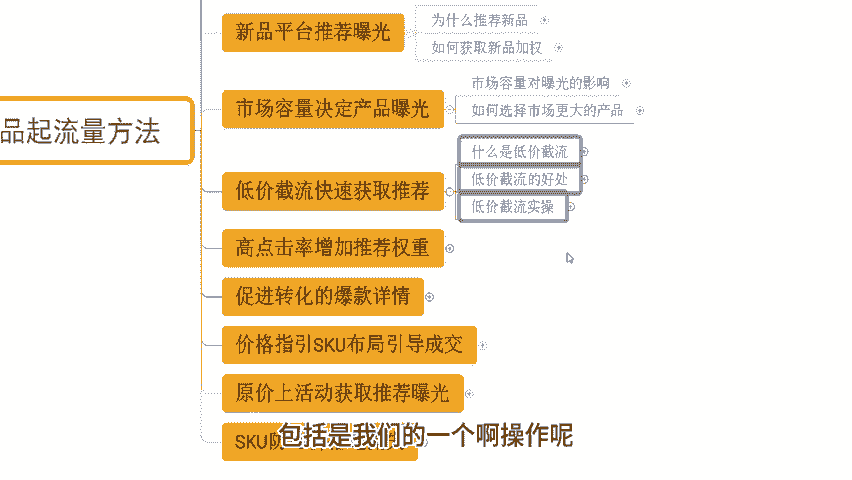 新品平台推荐曝光
为什么推荐新品
如何获取新品加权
市场容量决定产品曝光
市场容量对曝光的影响
如何选择市场更大的产品
品起流量方法
低价截流快速获取推荐
什么是低价截流
低价截流的好处
低价截流实操
高点击率增加推荐权重
促进转化的爆款详情
价格指引SKU布局引导成交
原价上活动获取推荐曝光
SKU防
包括是我们的一个啊操作呢